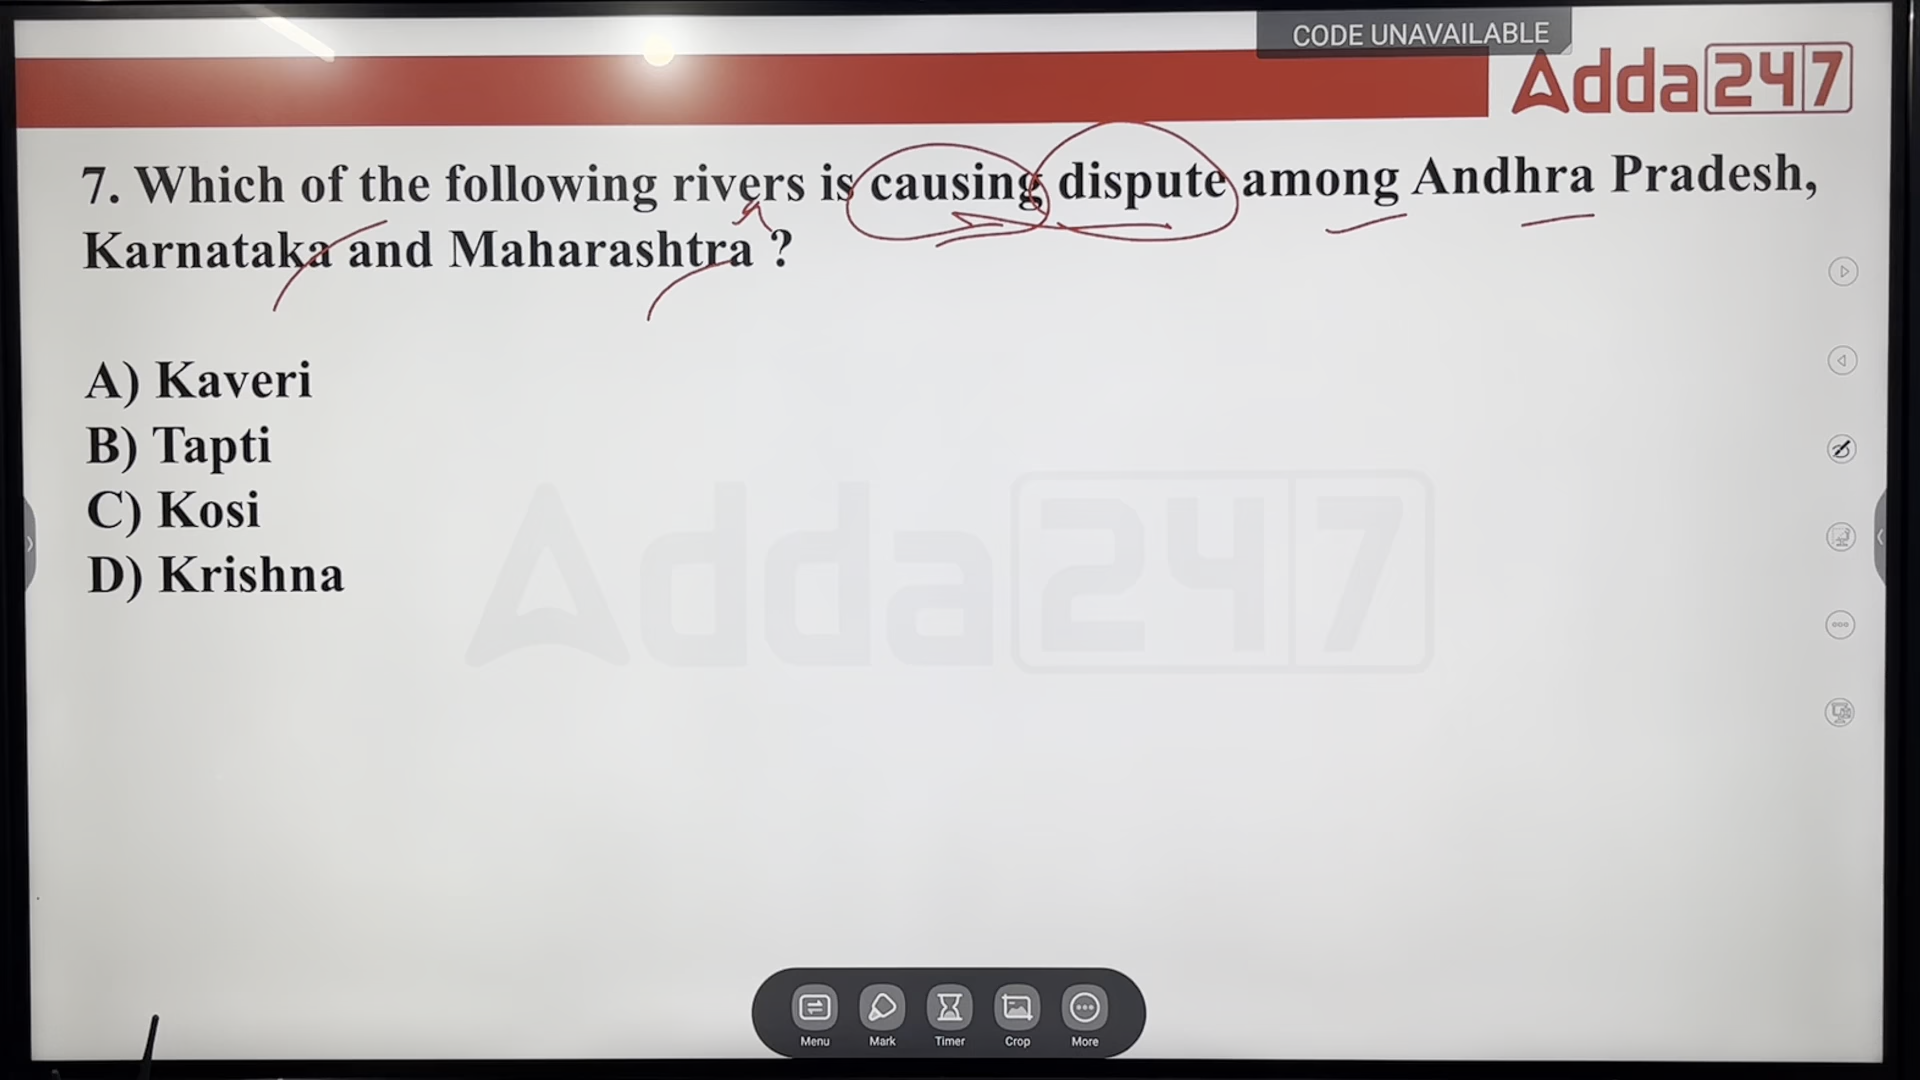 CODE UNAVAILABLE
Adda247
7. Which of the following rivers is causing dispute among Andhra Pradesh,
Karnataka and Maharashtra ?
A) Kaveri
B) Tapti
C) Kosi
D) Krishna
Adda247
Menu Mark Timer Crop More